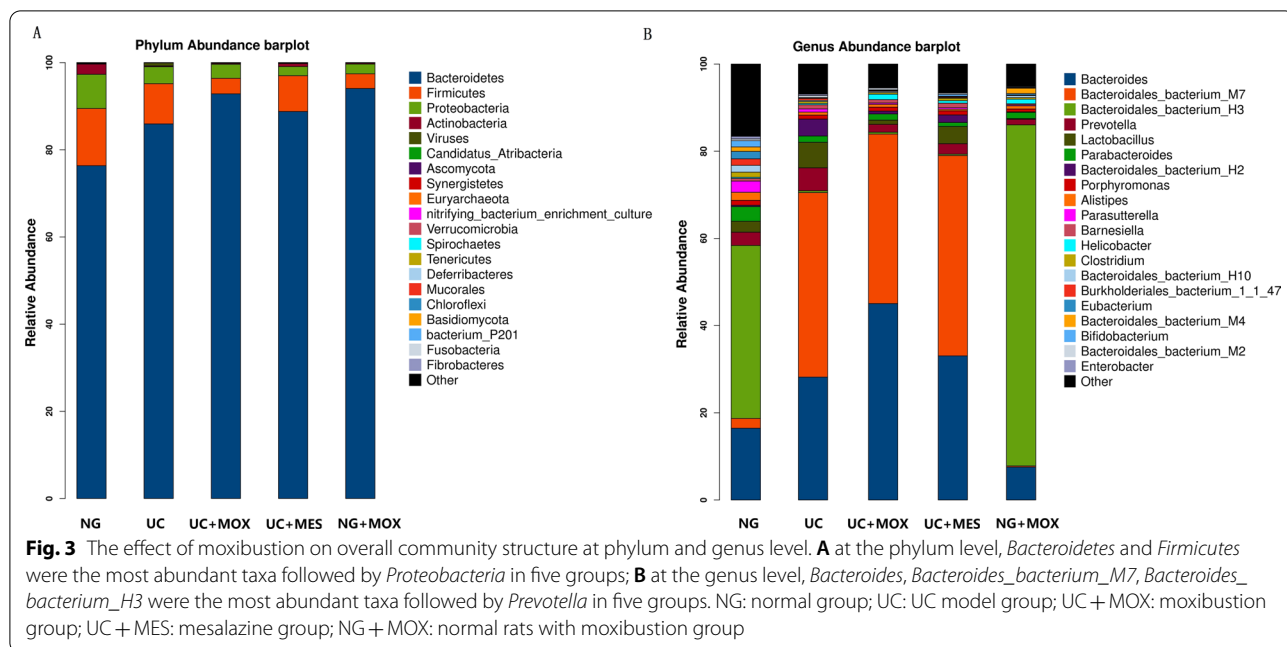 A
Phylum Abundance barplot
Relative Abundance
100
80
60
40
20
0
NG
UC
UC+MOX
UC+MES
NG+MOX
Bacteroidetes
Firmicutes
Proteobacteria
Actinobacteria
Viruses
Candidatus_Atribacteria
Ascomycota
Synergistetes
Euryarchaeota
nitrifying_bacterium_enrichment_culture
Verrucomicrobia
Spirochaetes
Tenericutes
Deferribacteres
Mucorales
Chloroflexi
Basidiomycota
bacterium_P201
Fusobacteria
Fibrobacteres
Other
B
Genus Abundance barplot
Relative Abundance
100
80
60
40
20
0
NG
UC
UC+MOX
UC+MES
NG+MOX
Bacteroides
Bacteroidales_bacterium_M7
Bacteroidales_bacterium_H3
Prevotella
Lactobacillus
Parabacteroides
Bacteroidales_bacterium_H2
Porphyromonas
Alistipes
Parasutterella
Barnesiella
Helicobacter
Clostridium
Bacteroidales_bacterium_H10
Burkholderiales_bacterium_1_1_47
Eubacterium
Bacteroidales_bacterium_M4
Bifidobacterium
Bacteroidales_bacterium_M2
Enterobacter
Other
Fig. 3 The effect of moxibustion on overall community structure at phylum and genus level. A at the phylum level, Bacteroidetes and Firmicutes
were the most abundant taxa followed by Proteobacteria in five groups; B at the genus level, Bacteroides, Bacteroides_bacterium_M7, Bacteroides_
bacterium_H3 were the most abundant taxa followed by Prevotella in five groups. NG: normal group; UC: UC model group; UC+MOX: moxibustion
group; UC+MES: mesalazine group; NG+MOX: normal rats with moxibustion group